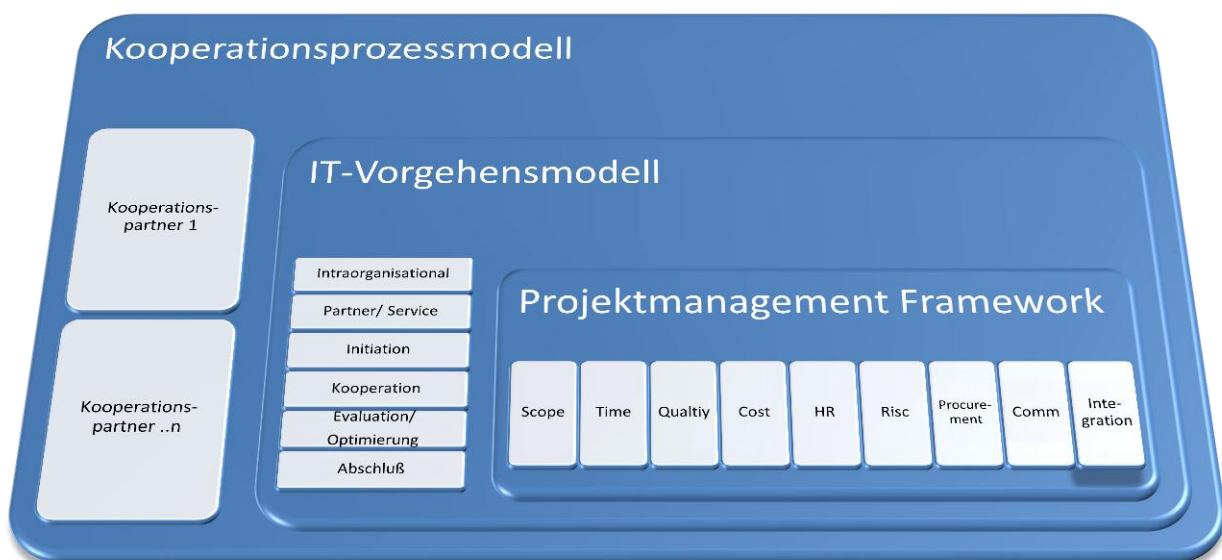 Kooperationsprozessmodell
Kooperations-
partner 1
Kooperations-
partner ..n
IT-Vorgehensmodell
Intraorganisational
Partner/ Service
Initiation
Kooperation
Evaluation/
Optimierung
Abschluß
Projektmanagement Framework
Scope
Time
Qualtiy
Cost
HR
Risc
Procure-
ment
Comm
Inte-
gration